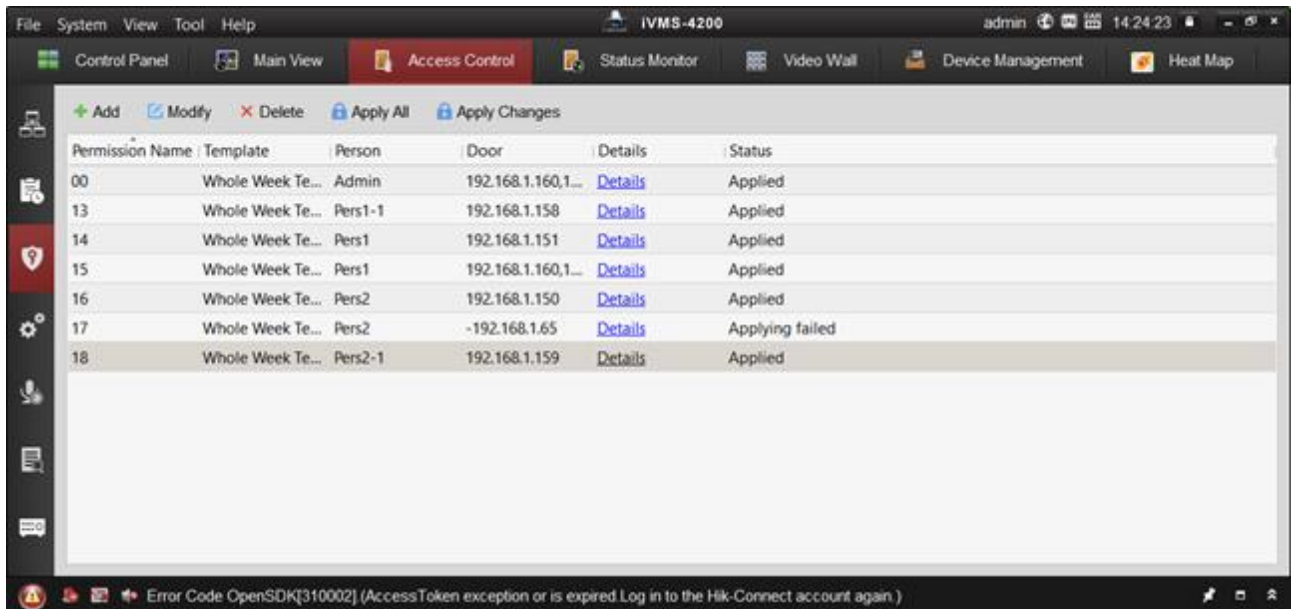 File System View Tool Help iVMS-4200 admin 14:24:23
Control Panel Main View Access Control Status Monitor Video Wall Device Management Heat Map
Add Modify Delete Apply All Apply Changes
Permission Name Template Person Door Details Status
00 Whole Week Te... Admin 192.168.1.160,1... Details Applied
13 Whole Week Te... Pers1-1 192.168.1.158 Details Applied
14 Whole Week Te... Pers1 192.168.1.151 Details Applied
15 Whole Week Te... Pers1 192.168.1.160,1... Details Applied
16 Whole Week Te... Pers2 192.168.1.150 Details Applied
17 Whole Week Te... Pers2 -192.168.1.65 Details Applying failed
18 Whole Week Te... Pers2-1 192.168.1.159 Details Applied
Error Code OpenSDK[310002].(AccessToken exception or is expired.Log in to the Hik-Connect account again.)